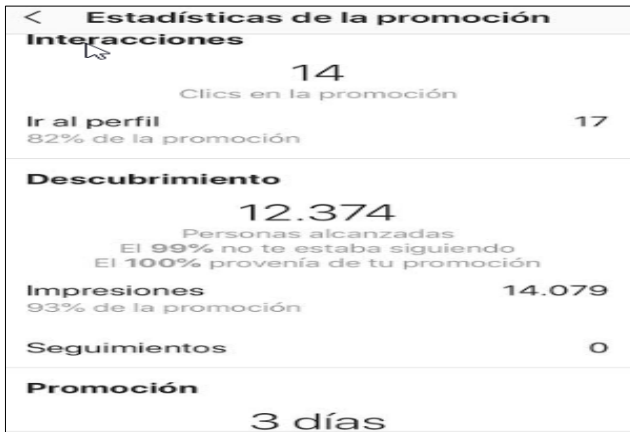 < Estadísticas de la promoción
Interacciones
14
Clics en la promoción
Ir al perfil 17
82% de la promoción
Descubrimiento
12.374
Personas alcanzadas
El 99% no te estaba siguiendo
El 100% provenía de tu promoción
Impresiones 14.079
93% de la promoción
Seguimientos 0
Promoción
3 días